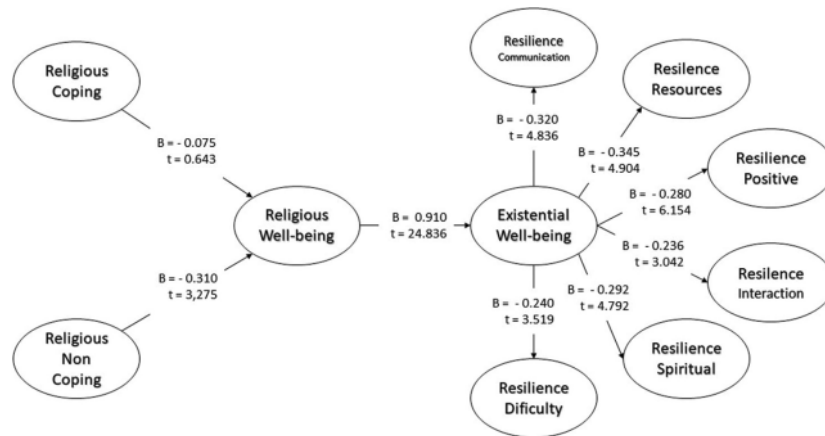 Religious
Coping
B = - 0.075
t = 0.643
Religious
Non
Coping
B = - 0.310
t = 3,275
Religious
Well-being
B = 0.910
t = 24.836
Existential
Well-being
Resilience
Communication
B = - 0.320
t = 4.836
Resilence
Resources
B = - 0.345
t = 4.904
Resilience
Positive
B = - 0.280
t = 6.154
Resilence
Interaction
B = - 0.236
t = 3.042
Resilience
Spiritual
B = - 0.292
t = 4.792
Resilience
Dificulty
B = - 0.240
t = 3.519